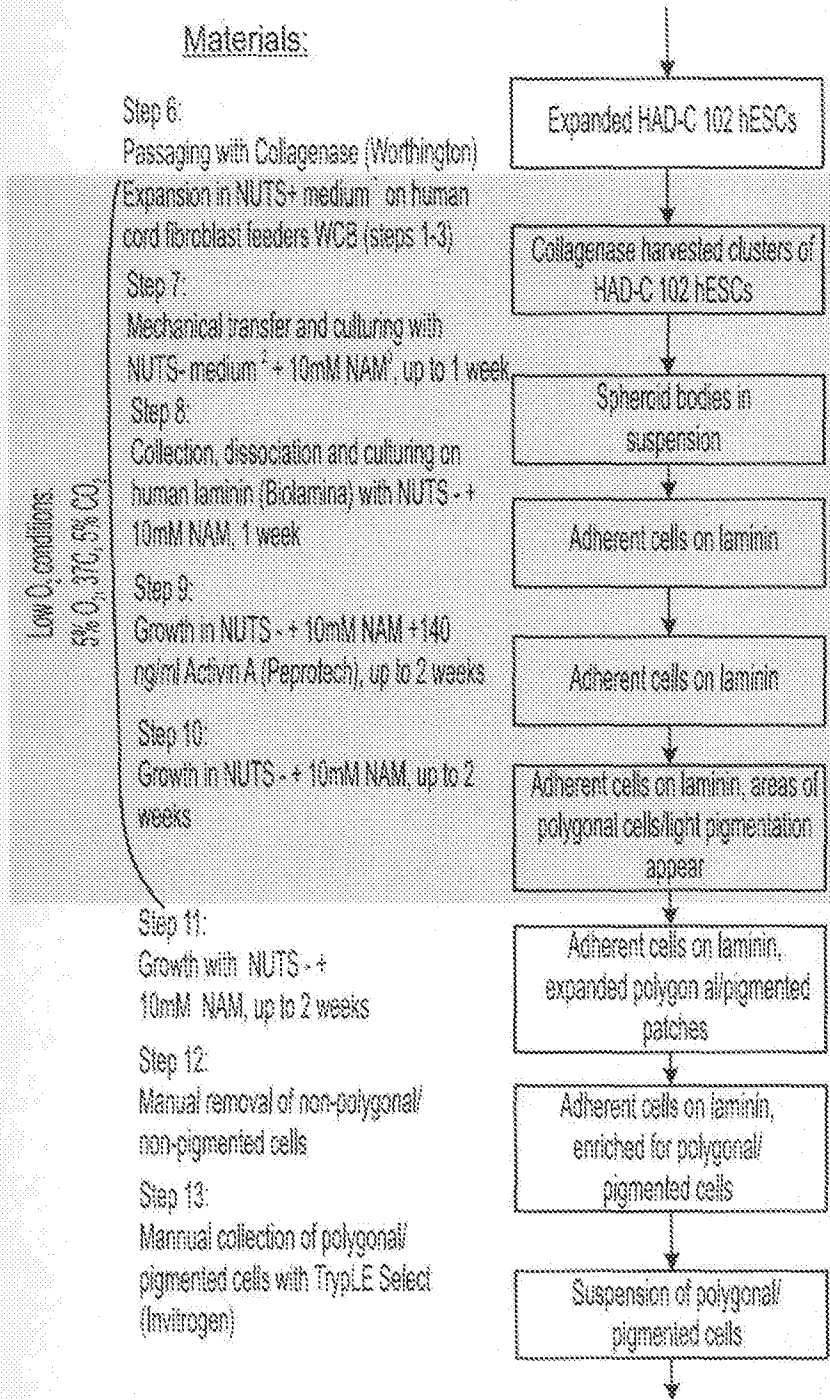 Materials:
Step 6:
Passaging with Collagenase (Worthington)
Expansion in NUTS+ medium¹ on human
cord fibroblast feeders WCB (steps 1-3)
Step 7:
Mechanical transfer and culturing with
NUTS- medium ² + 10mM NAM³, up to 1 week
Step 8:
Collection, dissociation and culturing on
human laminin (Biolamina) with NUTS - +
10mM NAM, 1 week
Step 9:
Growth in NUTS - + 10mM NAM +140
ng/ml Activin A (Peprotech), up to 2 weeks
Step 10:
Growth in NUTS - + 10mM NAM, up to 2
weeks
Low O₂ conditions:
5% O₂, 37C, 5% CO₂
Step 11:
Growth with NUTS - +
10mM NAM, up to 2 weeks
Step 12:
Manual removal of non-polygonal/
non-pigmented cells
Step 13:
Mannual collection of polygonal/
pigmented cells with TrypLE Select
(Invitrogen)
Expanded HAD-C 102 hESCs
Collagenase harvested clusters of
HAD-C 102 hESCs
Spheroid bodies in
suspension
Adherent cells on laminin
Adherent cells on laminin
Adherent cells on laminin, areas of
polygonal cells/light pigmentation
appear
Adherent cells on laminin,
expanded polygon al/pigmented
patches
Adherent cells on laminin,
enriched for polygonal/
pigmented cells
Suspension of polygonal/
pigmented cells